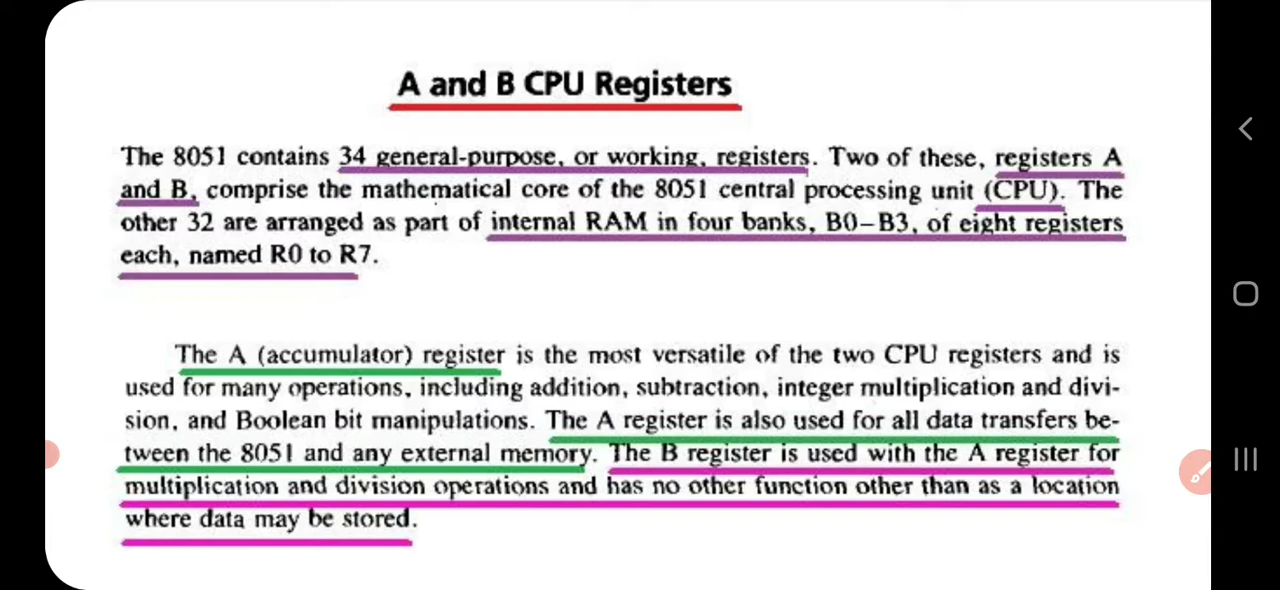 A and B CPU Registers
The 8051 contains 34 general-purpose, or working, registers. Two of these, registers A
and B, comprise the mathematical core of the 8051 central processing unit (CPU). The
other 32 are arranged as part of internal RAM in four banks, B0–B3, of eight registers
each, named R0 to R7.
The A (accumulator) register is the most versatile of the two CPU registers and is
used for many operations, including addition, subtraction, integer multiplication and divi-
sion, and Boolean bit manipulations. The A register is also used for all data transfers be-
tween the 8051 and any external memory. The B register is used with the A register for
multiplication and division operations and has no other function other than as a location
where data may be stored.